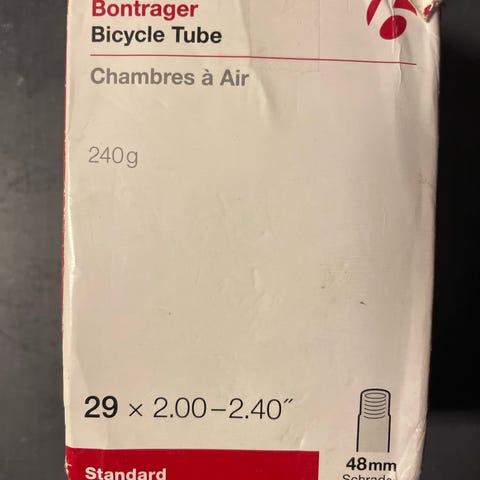 Bontrager
Bicycle Tube
Chambres à Air
240g
29 × 2.00–2.40″
48mm
Standard